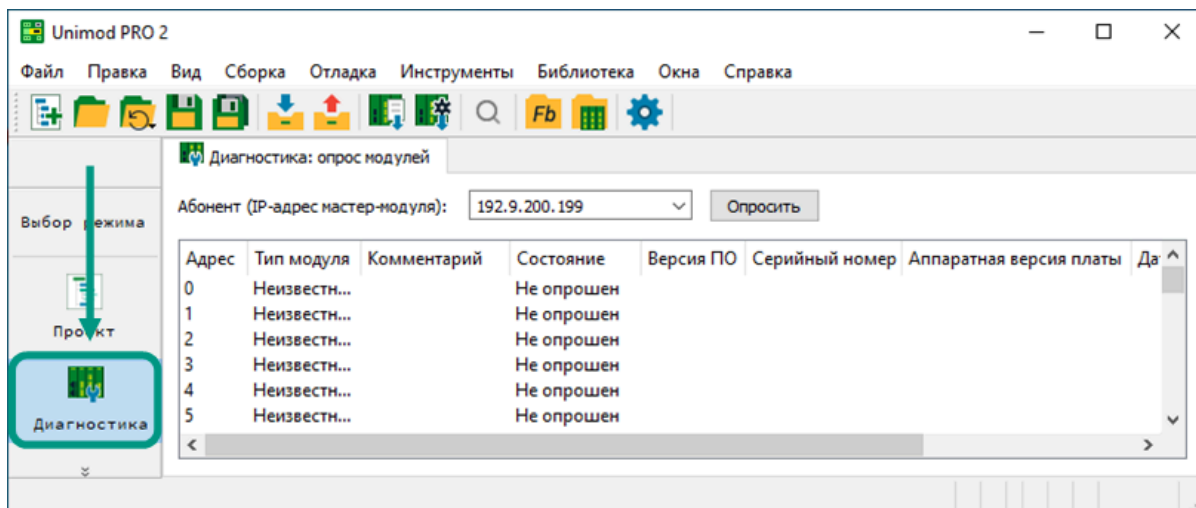 Unimod PRO 2
Файл Правка Вид Сборка Отладка Инструменты Библиотека Окна Справка
Fb
Диагностика: опрос модулей
Выбор режима
Абонент (IP-адрес мастер-модуля): 192.9.200.199 Опросить
Адрес Тип модуля Комментарий Состояние Версия ПО Серийный номер Аппаратная версия платы
0 Неизвестн... Не опрошен
1 Неизвестн... Не опрошен
2 Неизвестн... Не опрошен
3 Неизвестн... Не опрошен
4 Неизвестн... Не опрошен
5 Неизвестн... Не опрошен
Проект
Диагностика